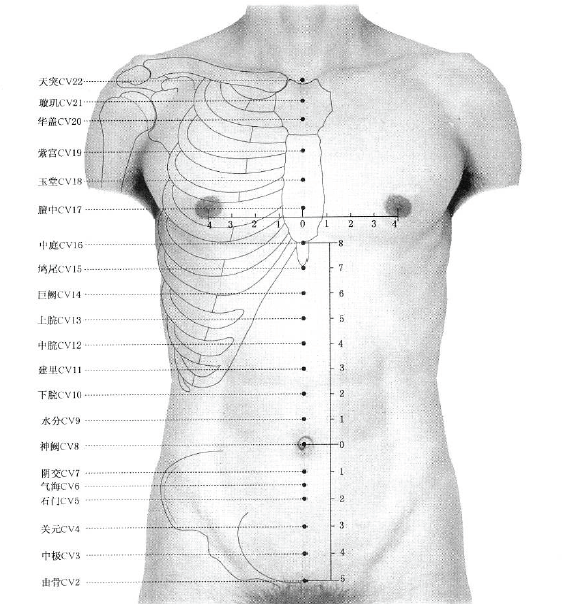 天突CV22
璇玑CV21
华盖CV20
紫宫CV19
玉堂CV18
膻中CV17
4 3 2 1 0 1 2 3 4
中庭CV16 8
鸠尾CV15 7
巨阙CV14 6
上脘CV13 5
中脘CV12 4
建里CV11 3
下脘CV10 2
水分CV9 1
神阙CV8 0
阴交CV7 1
气海CV6
石门CV5 2
关元CV4 3
中极CV3 4
曲骨CV2 5